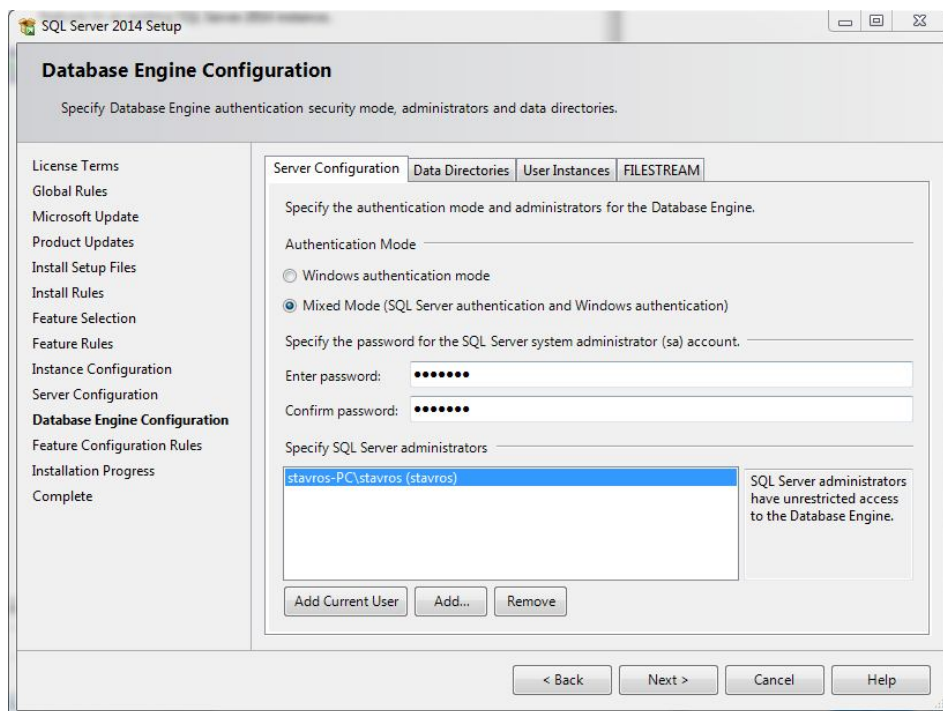 SQL Server 2014 Setup
Database Engine Configuration
Specify Database Engine authentication security mode, administrators and data directories.
License Terms
Global Rules
Microsoft Update
Product Updates
Install Setup Files
Install Rules
Feature Selection
Feature Rules
Instance Configuration
Server Configuration
Database Engine Configuration
Feature Configuration Rules
Installation Progress
Complete
Server Configuration
Data Directories
User Instances
FILESTREAM
Specify the authentication mode and administrators for the Database Engine.
Authentication Mode
Windows authentication mode
Mixed Mode (SQL Server authentication and Windows authentication)
Specify the password for the SQL Server system administrator (sa) account.
Enter password: •••••••
Confirm password: •••••••
Specify SQL Server administrators
stavros-PC\stavros (stavros)
SQL Server administrators
have unrestricted access
to the Database Engine.
Add Current User
Add...
Remove
< Back
Next >
Cancel
Help